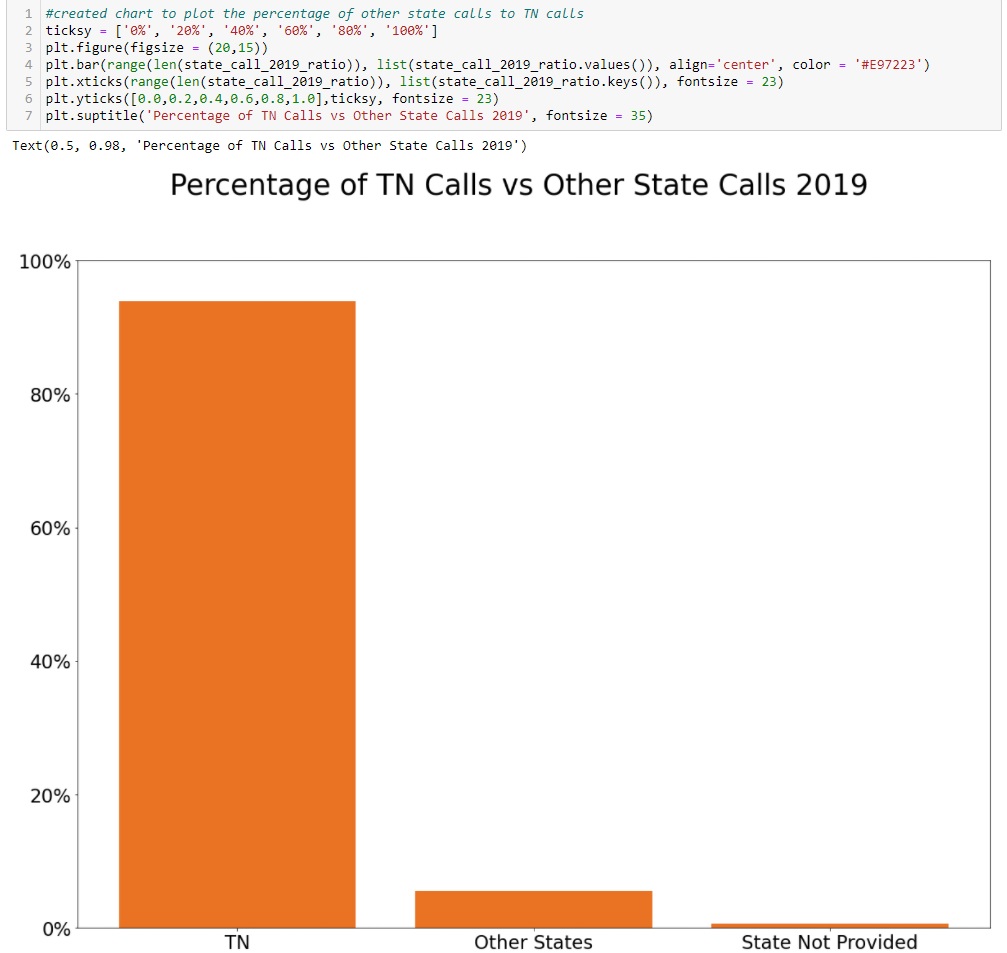 1 #created chart to plot the percentage of other state calls to TN calls
2 ticksy = ['0%', '20%', '40%', '60%', '80%', '100%']
3 plt.figure(figsize = (20,15))
4 plt.bar(range(len(state_call_2019_ratio)), list(state_call_2019_ratio.values()), align='center', color = '#E97223')
5 plt.xticks(range(len(state_call_2019_ratio)), list(state_call_2019_ratio.keys()), fontsize = 23)
6 plt.yticks([0.0,0.2,0.4,0.6,0.8,1.0],ticksy, fontsize = 23)
7 plt.suptitle('Percentage of TN Calls vs Other State Calls 2019', fontsize = 35)
Text(0.5, 0.98, 'Percentage of TN Calls vs Other State Calls 2019')
Percentage of TN Calls vs Other State Calls 2019
100%
80%
60%
40%
20%
0%
TN Other States State Not Provided